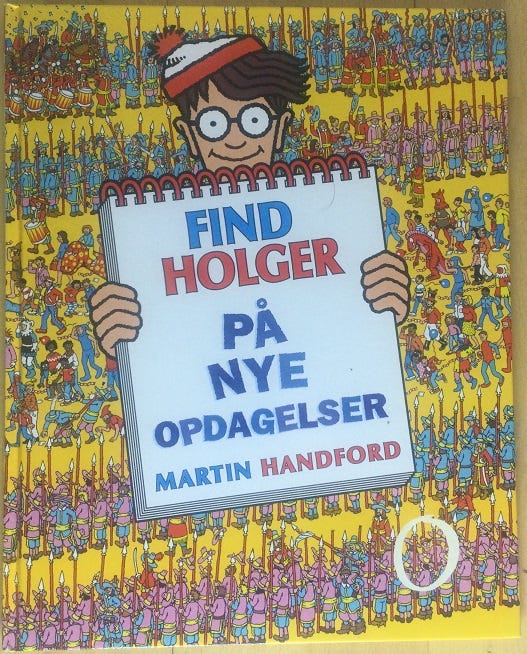 FIND
HOLGER
PÅ
NYE
OPDAGELSER
MARTIN HANDFORD